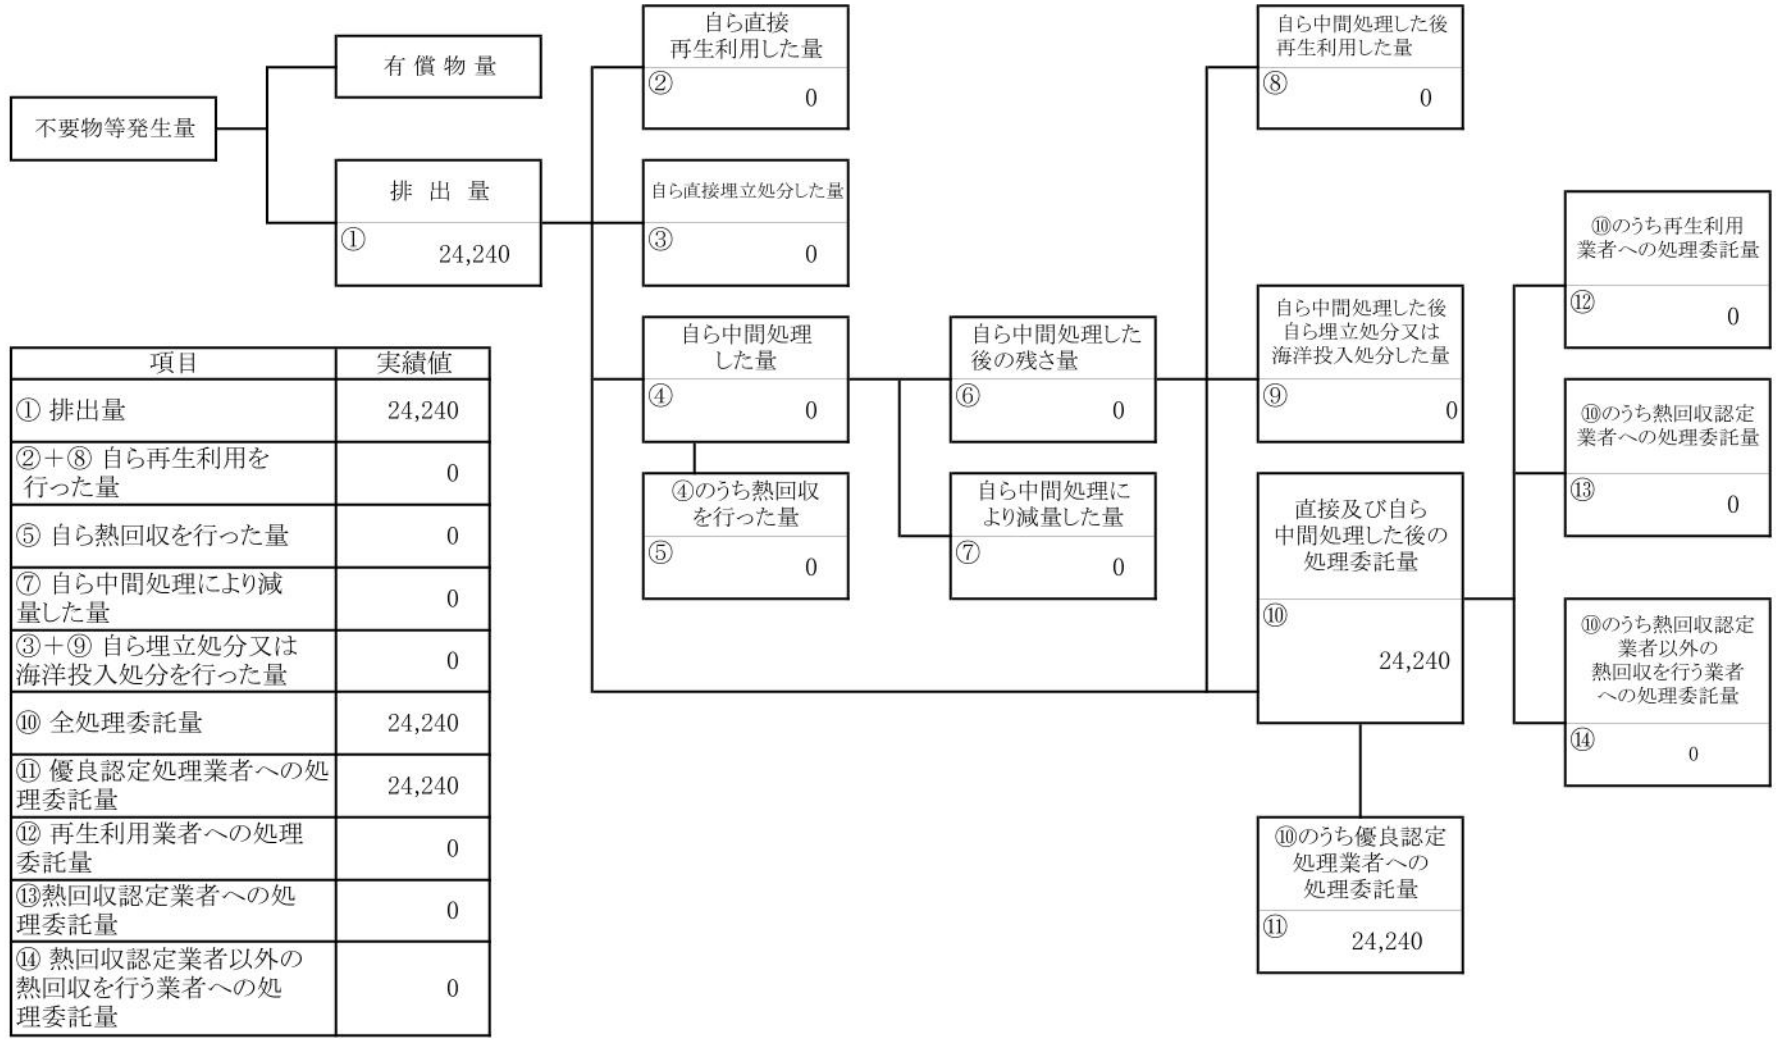 不要物等発生量
有償物量
排出量
①
24,240
自ら直接
再生利用した量
②
0
自ら直接埋立処分した量
③
0
自ら中間処理
した量
④
0
④のうち熱回収
を行った量
⑤
0
自ら中間処理した
後の残さ量
⑥
0
自ら中間処理に
より減量した量
⑦
0
自ら中間処理した後
再生利用した量
⑧
0
自ら中間処理した後
自ら埋立処分又は
海洋投入処分した量
⑨
0
直接及び自ら
中間処理した後の
処理委託量
⑩
24,240
⑩のうち優良認定
処理業者への
処理委託量
⑪
24,240
⑩のうち再生利用
業者への処理委託量
⑫
0
⑩のうち熱回収認定
業者への処理委託量
⑬
0
⑩のうち熱回収認定
業者以外の
熱回収を行う業者
への処理委託量
⑭
0
項目 実績値
① 排出量 24,240
②＋⑧ 自ら再生利用を
行った量
0
⑤ 自ら熱回収を行った量 0
⑦ 自ら中間処理により減
量した量
0
③＋⑨ 自ら埋立処分又は
海洋投入処分を行った量
0
⑩ 全処理委託量 24,240
⑪ 優良認定処理業者への処
理委託量
24,240
⑫ 再生利用業者への処理
委託量
0
⑬熱回収認定業者への処
理委託量
0
⑭ 熱回収認定業者以外の
熱回収を行う業者への処
理委託量
0